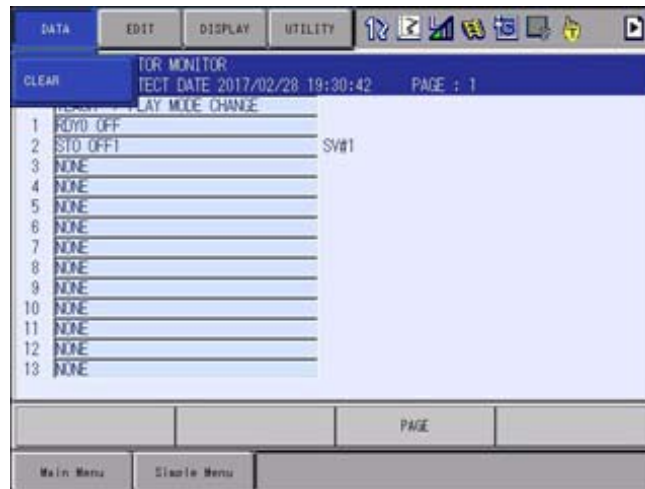 DATA EDIT DISPLAY UTILITY
CLEAR
TOR MONITOR
TECT DATE 2017/02/28 19:30:42 PAGE : 1
PLAY MODE CHANGE
1 RDY0 OFF
2 STO OFF1 SV#1
3 NONE
4 NONE
5 NONE
6 NONE
7 NONE
8 NONE
9 NONE
10 NONE
11 NONE
12 NONE
13 NONE
PAGE
Main Menu Simple Menu